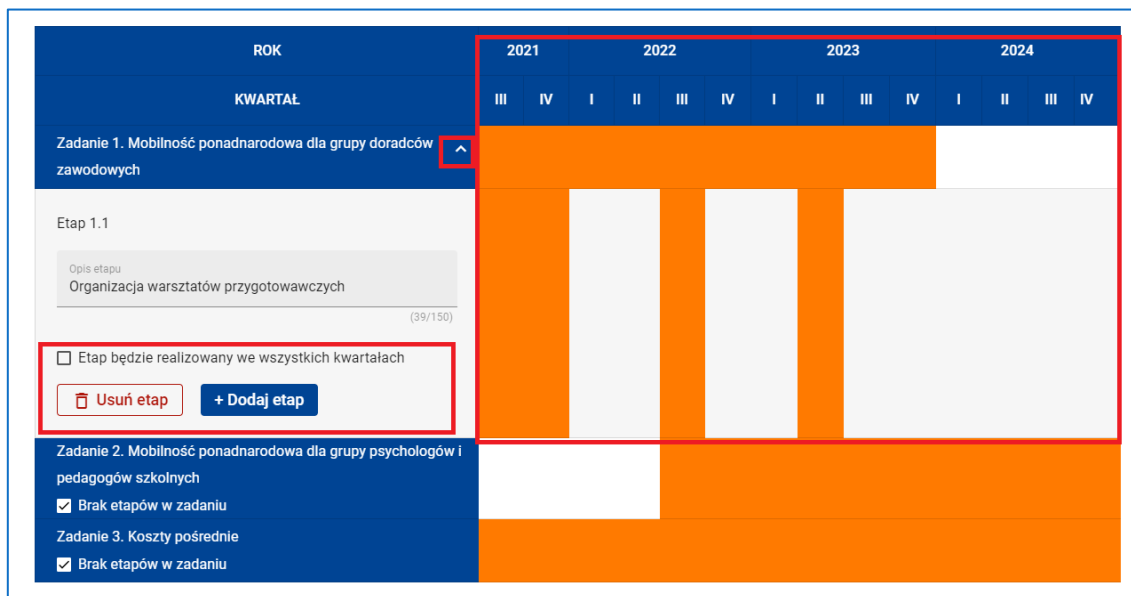 ROK 2021 2022 2023 2024
KWARTAŁ III IV I II III IV I II III IV I II III IV
Zadanie 1. Mobilność ponadnarodowa dla grupy doradców
zawodowych
Etap 1.1
Opis etapu
Organizacja warsztatów przygotowawczych
(39/150)
Etap będzie realizowany we wszystkich kwartałach
Usuń etap + Dodaj etap
Zadanie 2. Mobilność ponadnarodowa dla grupy psychologów i
pedagogów szkolnych
Brak etapów w zadaniu
Zadanie 3. Koszty pośrednie
Brak etapów w zadaniu